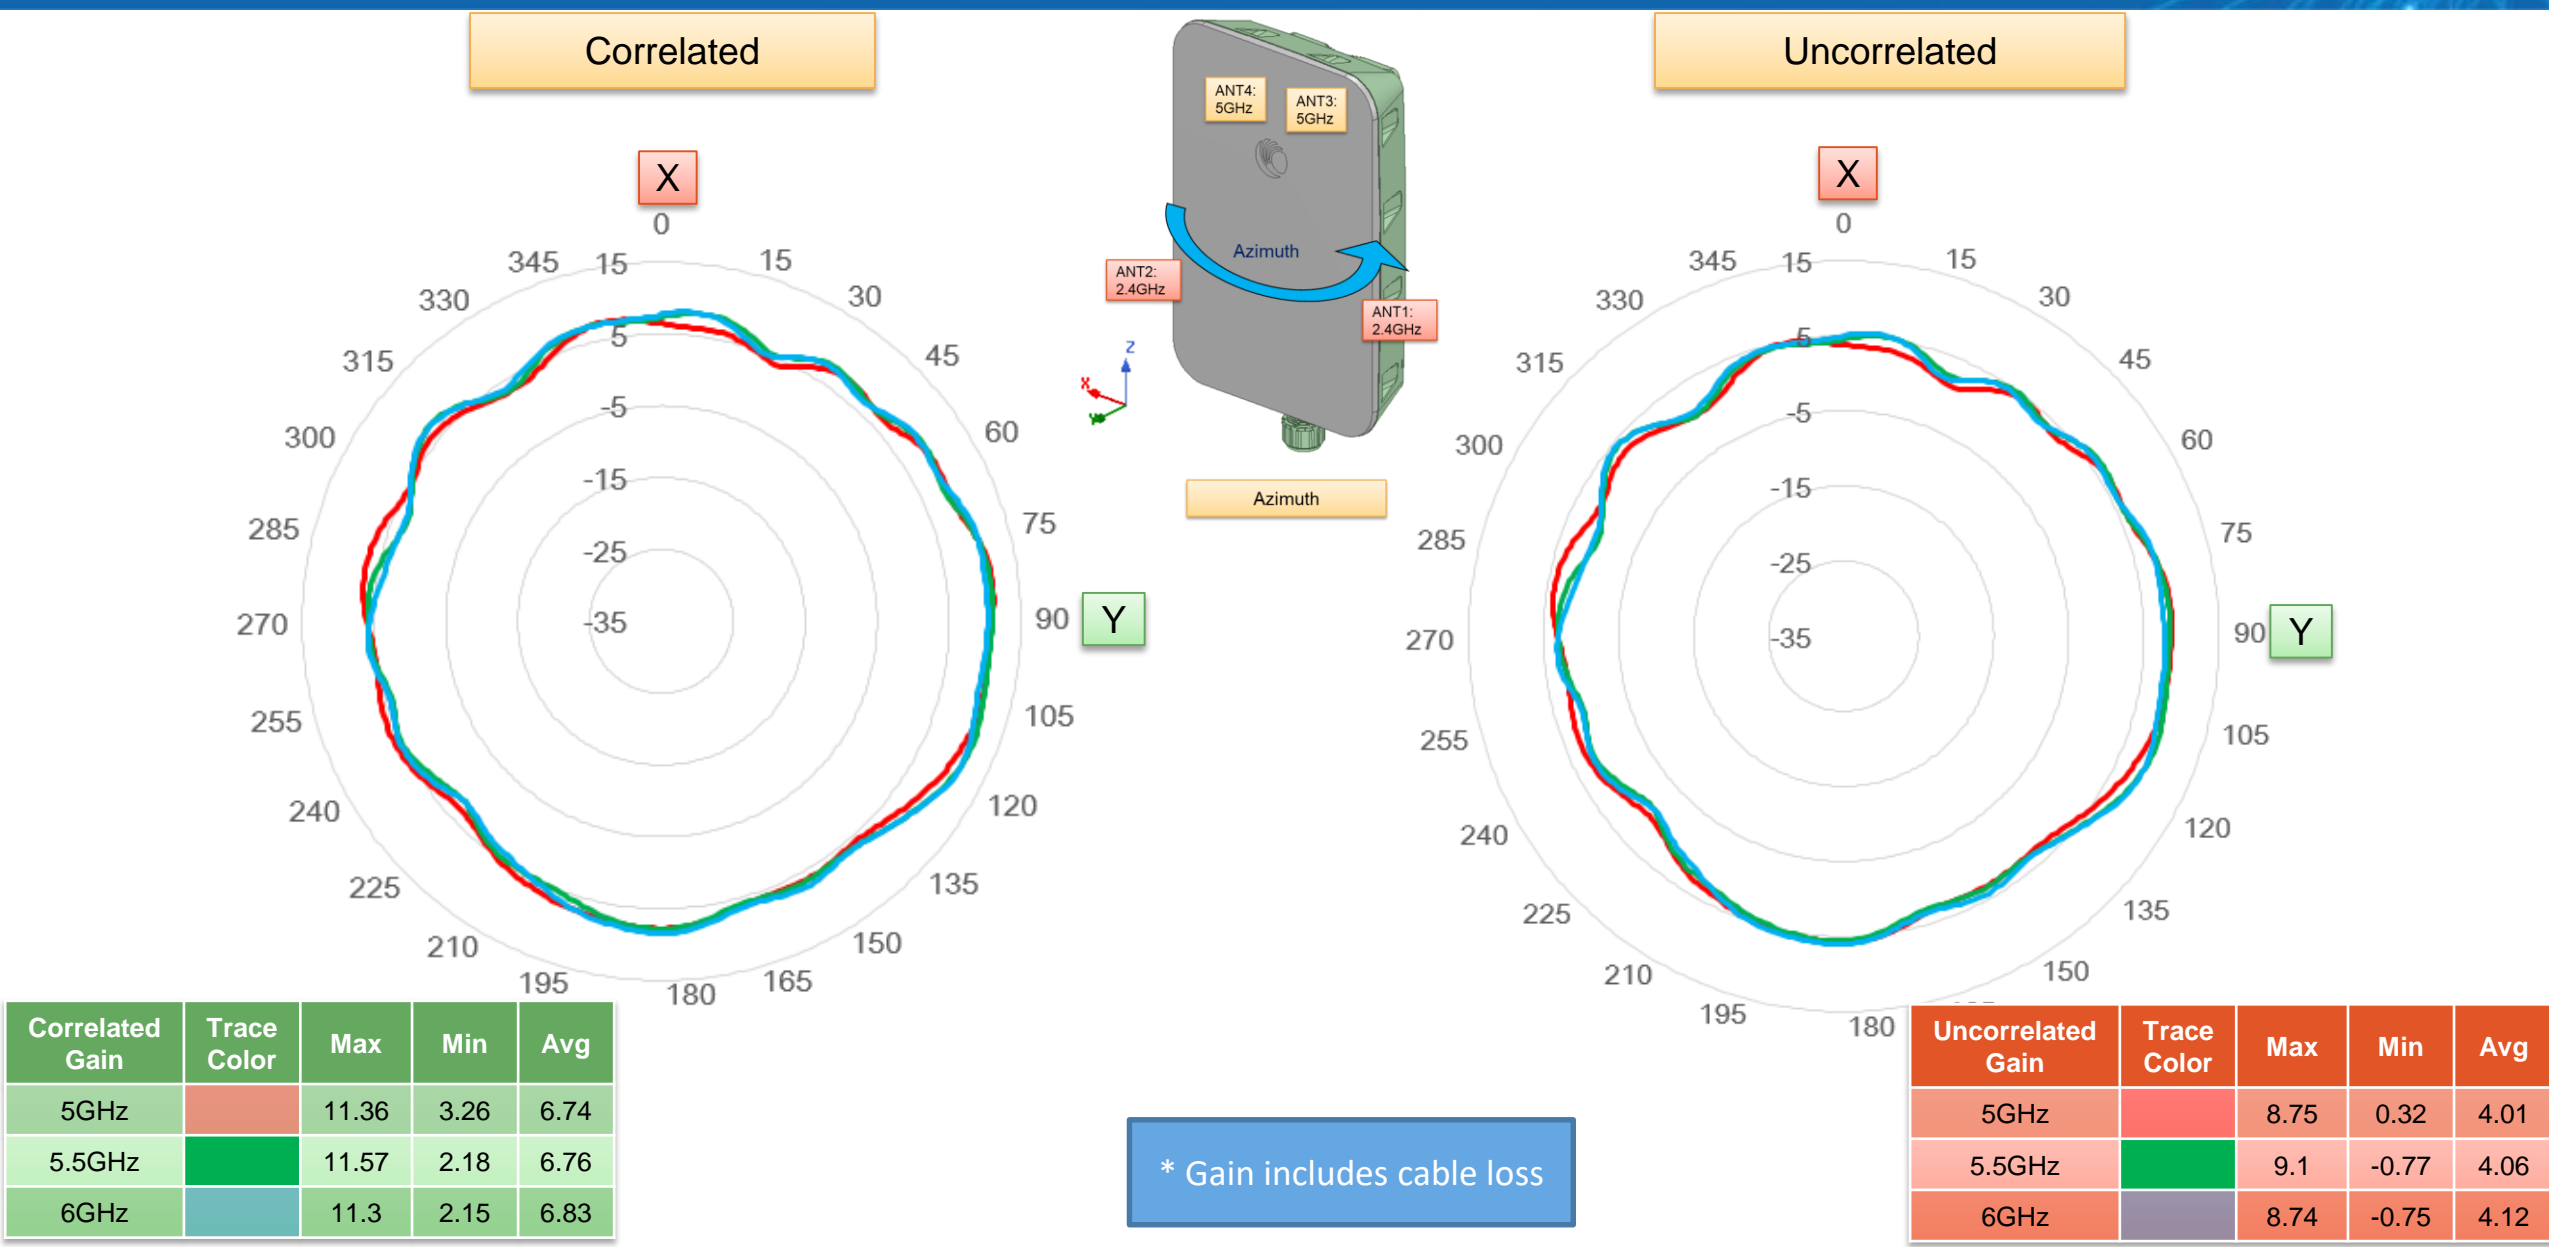 Correlated
Uncorrelated
ANT4:
5GHz
ANT3:
5GHz
Azimuth
ANT2:
2.4GHz
ANT1:
2.4GHz
Z
X
Y
Azimuth
X
0
15
30
45
60
75
90
Y
105
120
135
150
165
180
195
210
225
240
255
270
285
300
315
330
345
15
5
-5
-15
-25
-35
X
0
15
30
45
60
75
90
Y
105
120
135
150
180
195
210
225
240
255
270
285
300
315
330
345
15
5
-5
-15
-25
-35
Correlated Trace Max Min Avg
Gain Color
5GHz 11.36 3.26 6.74
5.5GHz 11.57 2.18 6.76
6GHz 11.3 2.15 6.83
* Gain includes cable loss
Uncorrelated Trace Max Min Avg
Gain Color
5GHz 8.75 0.32 4.01
5.5GHz 9.1 -0.77 4.06
6GHz 8.74 -0.75 4.12